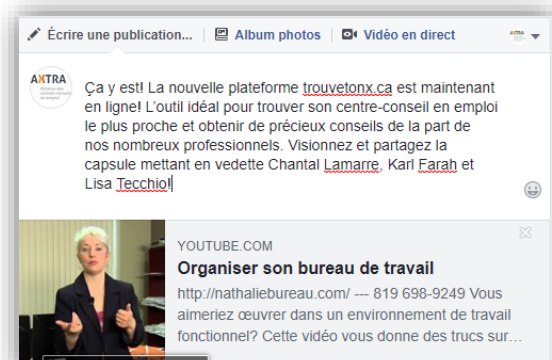 Écrire une publication... Album photos Vidéo en direct
AXTRA
Ça y est! La nouvelle plateforme trouvetonx.ca est maintenant
en ligne! L'outil idéal pour trouver son centre-conseil en emploi
le plus proche et obtenir de précieux conseils de la part de
nos nombreux professionnels. Visionnez et partagez la
capsule mettant en vedette Chantal Lamarre, Karl Farah et
Lisa Tecchio!
YOUTUBE.COM
Organiser son bureau de travail
http://nathaliebureau.com/ --- 819 698-9249 Vous
aimeriez œuvrer dans un environnement de travail
fonctionnel? Cette vidéo vous donne des trucs sur...